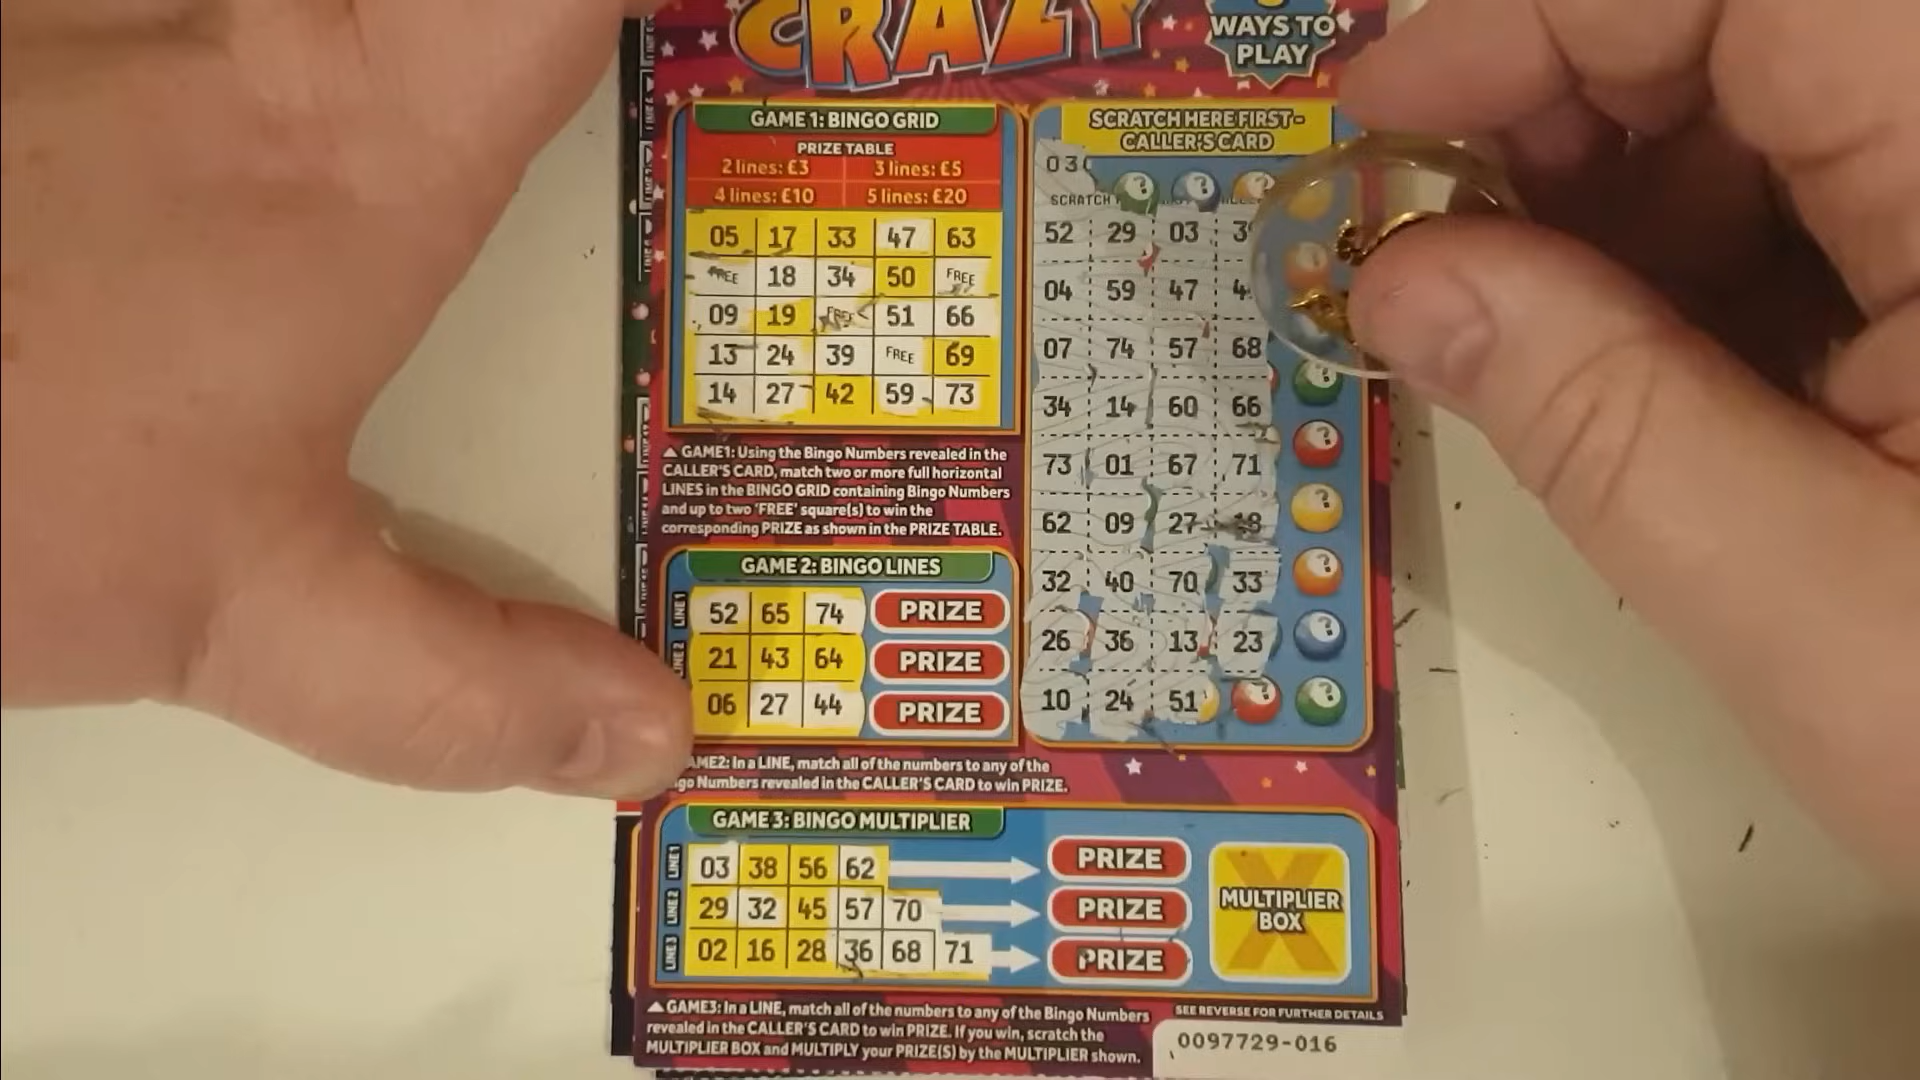 CRAZY
WAYS TO
PLAY
GAME 1: BINGO GRID
PRIZE TABLE
2 lines: £3 3 lines: £5
4 lines: £10 5 lines: £20
05 17 33 47 63
FREE 18 34 50 FREE
09 19 FREE 51 66
13 24 39 FREE 69
14 27 42 59 73
▲ GAME1: Using the Bingo Numbers revealed in the
CALLER'S CARD, match two or more full horizontal
LINES in the BINGO GRID containing Bingo Numbers
and up to two 'FREE' square(s) to win the
corresponding PRIZE as shown in the PRIZE TABLE.
SCRATCH HERE FIRST -
CALLER'S CARD
SCRATCH
52 29 03
04 59 47
07 74 57 68
34 14 60 66
73 01 67 71
62 09 27 18
32 40 70 33
26 36 13 23
10 24 51
GAME 2: BINGO LINES
LINE 1 52 65 74 PRIZE
LINE 2 21 43 64 PRIZE
06 27 44 PRIZE
GAME2: In a LINE, match all of the numbers to any of the
Numbers revealed in the CALLER'S CARD to win PRIZE.
GAME 3: BINGO MULTIPLIER
LINE 1 03 38 56 62 PRIZE
LINE 2 29 32 45 57 70 PRIZE
LINE 3 02 16 28 36 68 71 PRIZE
MULTIPLIER
BOX
▲ GAME3: In a LINE, match all of the numbers to any of the Bingo Numbers
revealed in the CALLER'S CARD to win PRIZE. If you win, scratch the
MULTIPLIER BOX and MULTIPLY your PRIZE(S) by the MULTIPLIER shown.
SEE REVERSE FOR FURTHER DETAILS
0097729-016